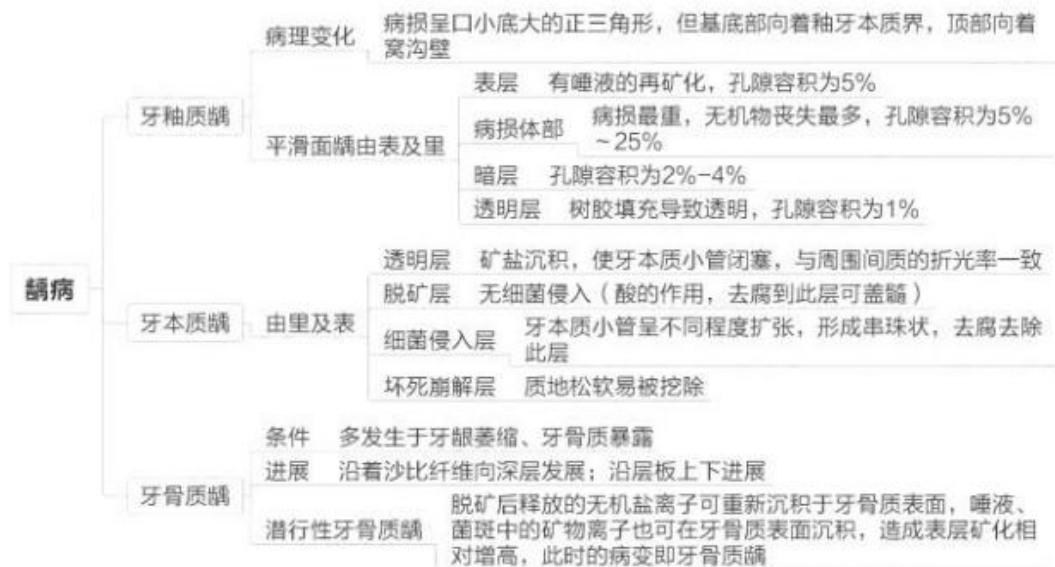 病理变化
病损呈口小底大的正三角形，但基底部向着釉牙本质界，顶部向着
窝沟壁
牙釉质龋
平滑面龋由表及里
表层 有唾液的再矿化，孔隙容积为5%
病损体部
病损最重，无机物丧失最多，孔隙容积为5%
～25%
暗层 孔隙容积为2%-4%
透明层 树胶填充导致透明，孔隙容积为1%
龋病
牙本质龋
由里及表
透明层 矿盐沉积，使牙本质小管闭塞，与周围间质的折光率一致
脱矿层 无细菌侵入（酸的作用，去腐到此层可盖髓）
细菌侵入层
牙本质小管呈不同程度扩张，形成串珠状，去腐去除
此层
坏死崩解层 质地松软易被挖除
牙骨质龋
条件 多发生于牙龈萎缩、牙骨质暴露
进展 沿着沙比纤维向深层发展；沿层板上下进展
潜行性牙骨质龋
脱矿后释放的无机盐离子可重新沉积于牙骨质表面，唾液、
菌斑中的矿物离子也可在牙骨质表面沉积，造成表层矿化相
对增高，此时的病变即牙骨质龋